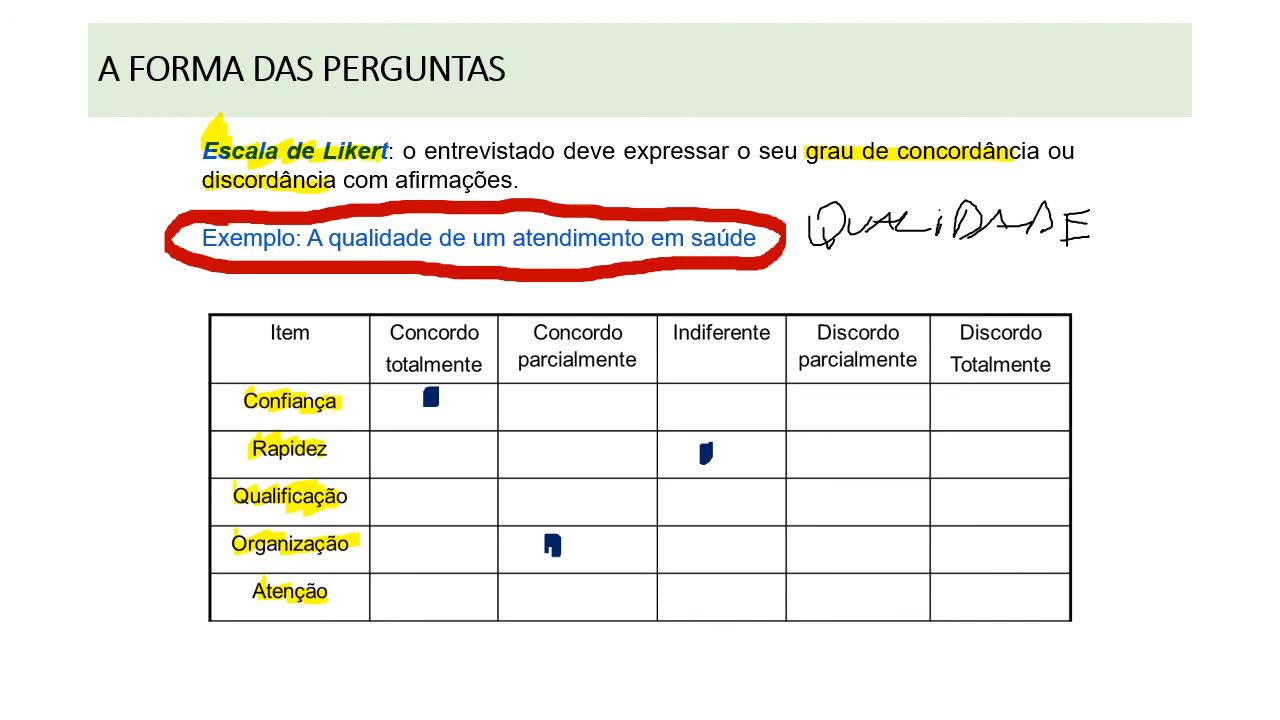 A FORMA DAS PERGUNTAS
Escala de Likert: o entrevistado deve expressar o seu grau de concordância ou
discordância com afirmações.
Exemplo: A qualidade de um atendimento em saúde
QUALiDADE
Item Concordo totalmente Concordo parcialmente Indiferente Discordo parcialmente Discordo Totalmente
Confiança
Rapidez
Qualificação
Organização
Atenção